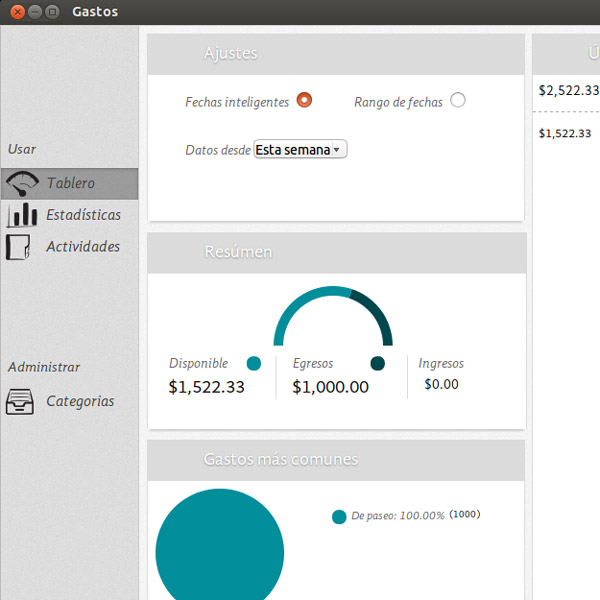 Gastos
Ajustes
Fechas inteligentes
Rango de fechas
Datos desde Esta semana
Usar
Tablero
Estadísticas
Actividades
Administrar
Categorias
Resúmen
Disponible
$1,522.33
Egresos
$1,000.00
Ingresos
$0.00
Gastos más comunes
De paseo: 100.00% (1000)
Ú
$2,522.33
$1,522.33